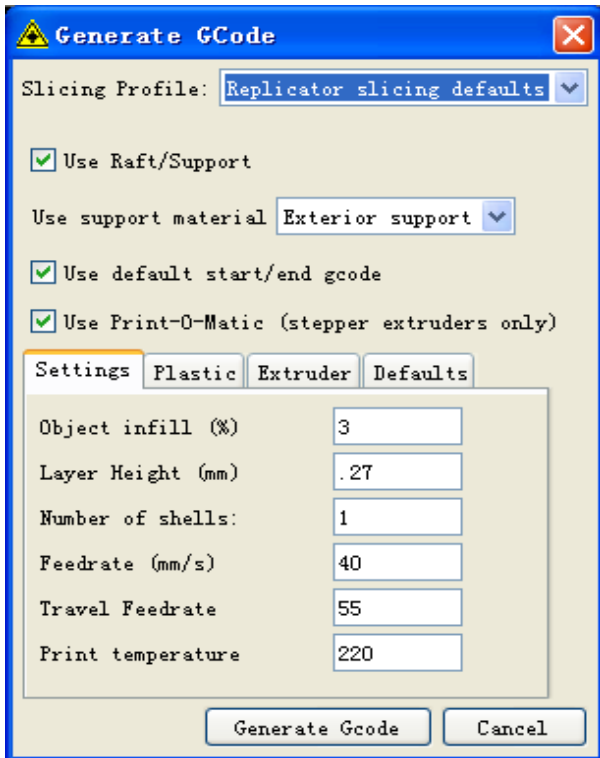 Generate GCode
Slicing Profile: Replicator slicing defaults
Use Raft/Support
Use support material Exterior support
Use default start/end gcode
Use Print-O-Matic (stepper extruders only)
Settings Plastic Extruder Defaults
Object infill (%) 3
Layer Height (mm) .27
Number of shells: 1
Feedrate (mm/s) 40
Travel Feedrate 55
Print temperature 220
Generate Gcode Cancel